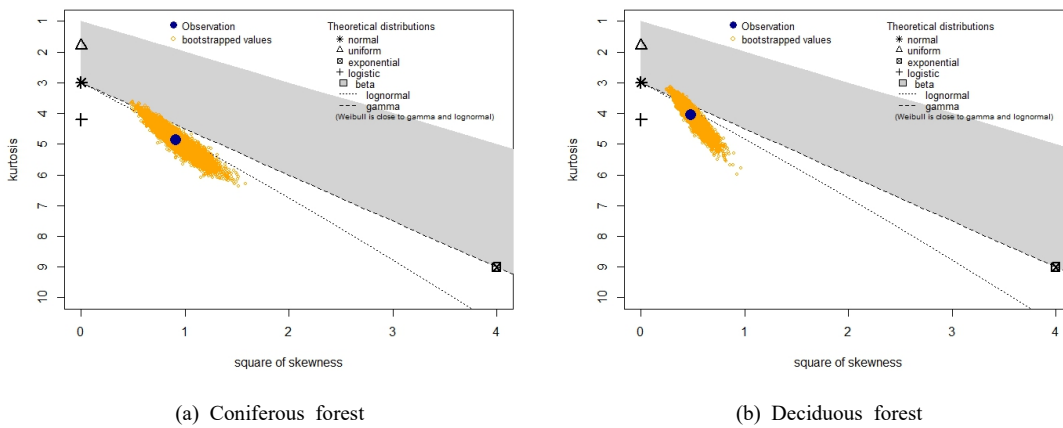 1
2
3
4
5
6
7
8
9
10
kurtosis
Observation
bootstrapped values
Theoretical distributions
normal
uniform
exponential
logistic
beta
lognormal
gamma
(Weibull is close to gamma and lognormal)
0 1 2 3 4
square of skewness
(a) Coniferous forest
1
2
3
4
5
6
7
8
9
10
kurtosis
Observation
bootstrapped values
Theoretical distributions
normal
uniform
exponential
logistic
beta
lognormal
gamma
(Weibull is close to gamma and lognormal)
0 1 2 3 4
square of skewness
(b) Deciduous forest